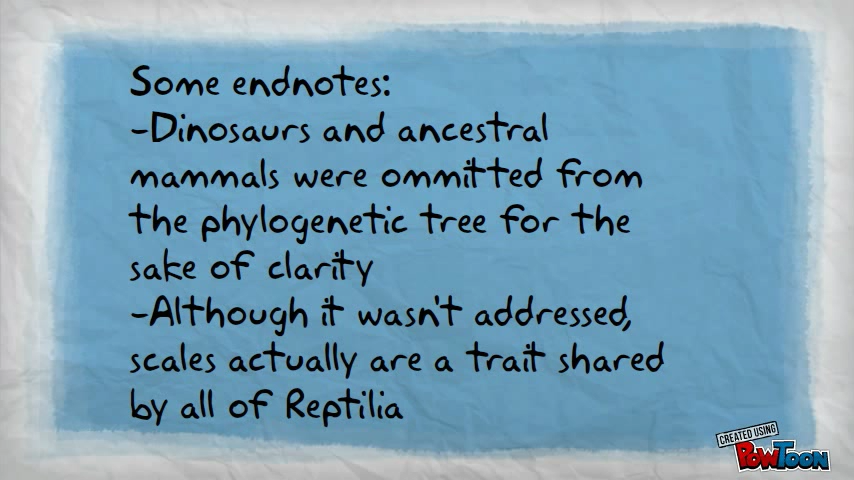 Some endnotes:
-Dinosaurs and ancestral
mammals were ommitted from
the phylogenetic tree for the
sake of clarity
-Although it wasn't addressed,
scales actually are a trait shared
by all of Reptilia
CREATED USING
POWTOON